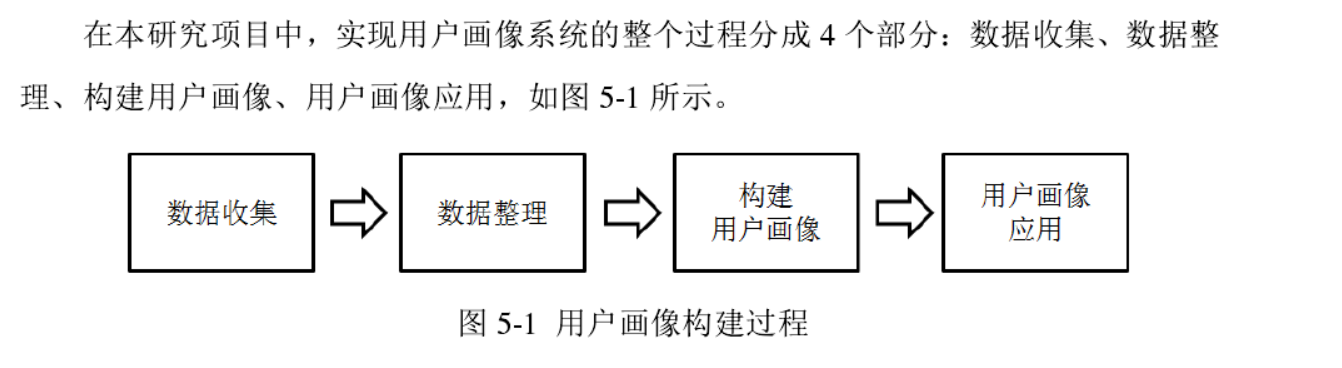 在本研究项目中，实现用户画像系统的整个过程分成 4 个部分：数据收集、数据整
理、构建用户画像、用户画像应用，如图 5-1 所示。
数据收集
数据整理
构建
用户画像
用户画像
应用
图 5-1 用户画像构建过程